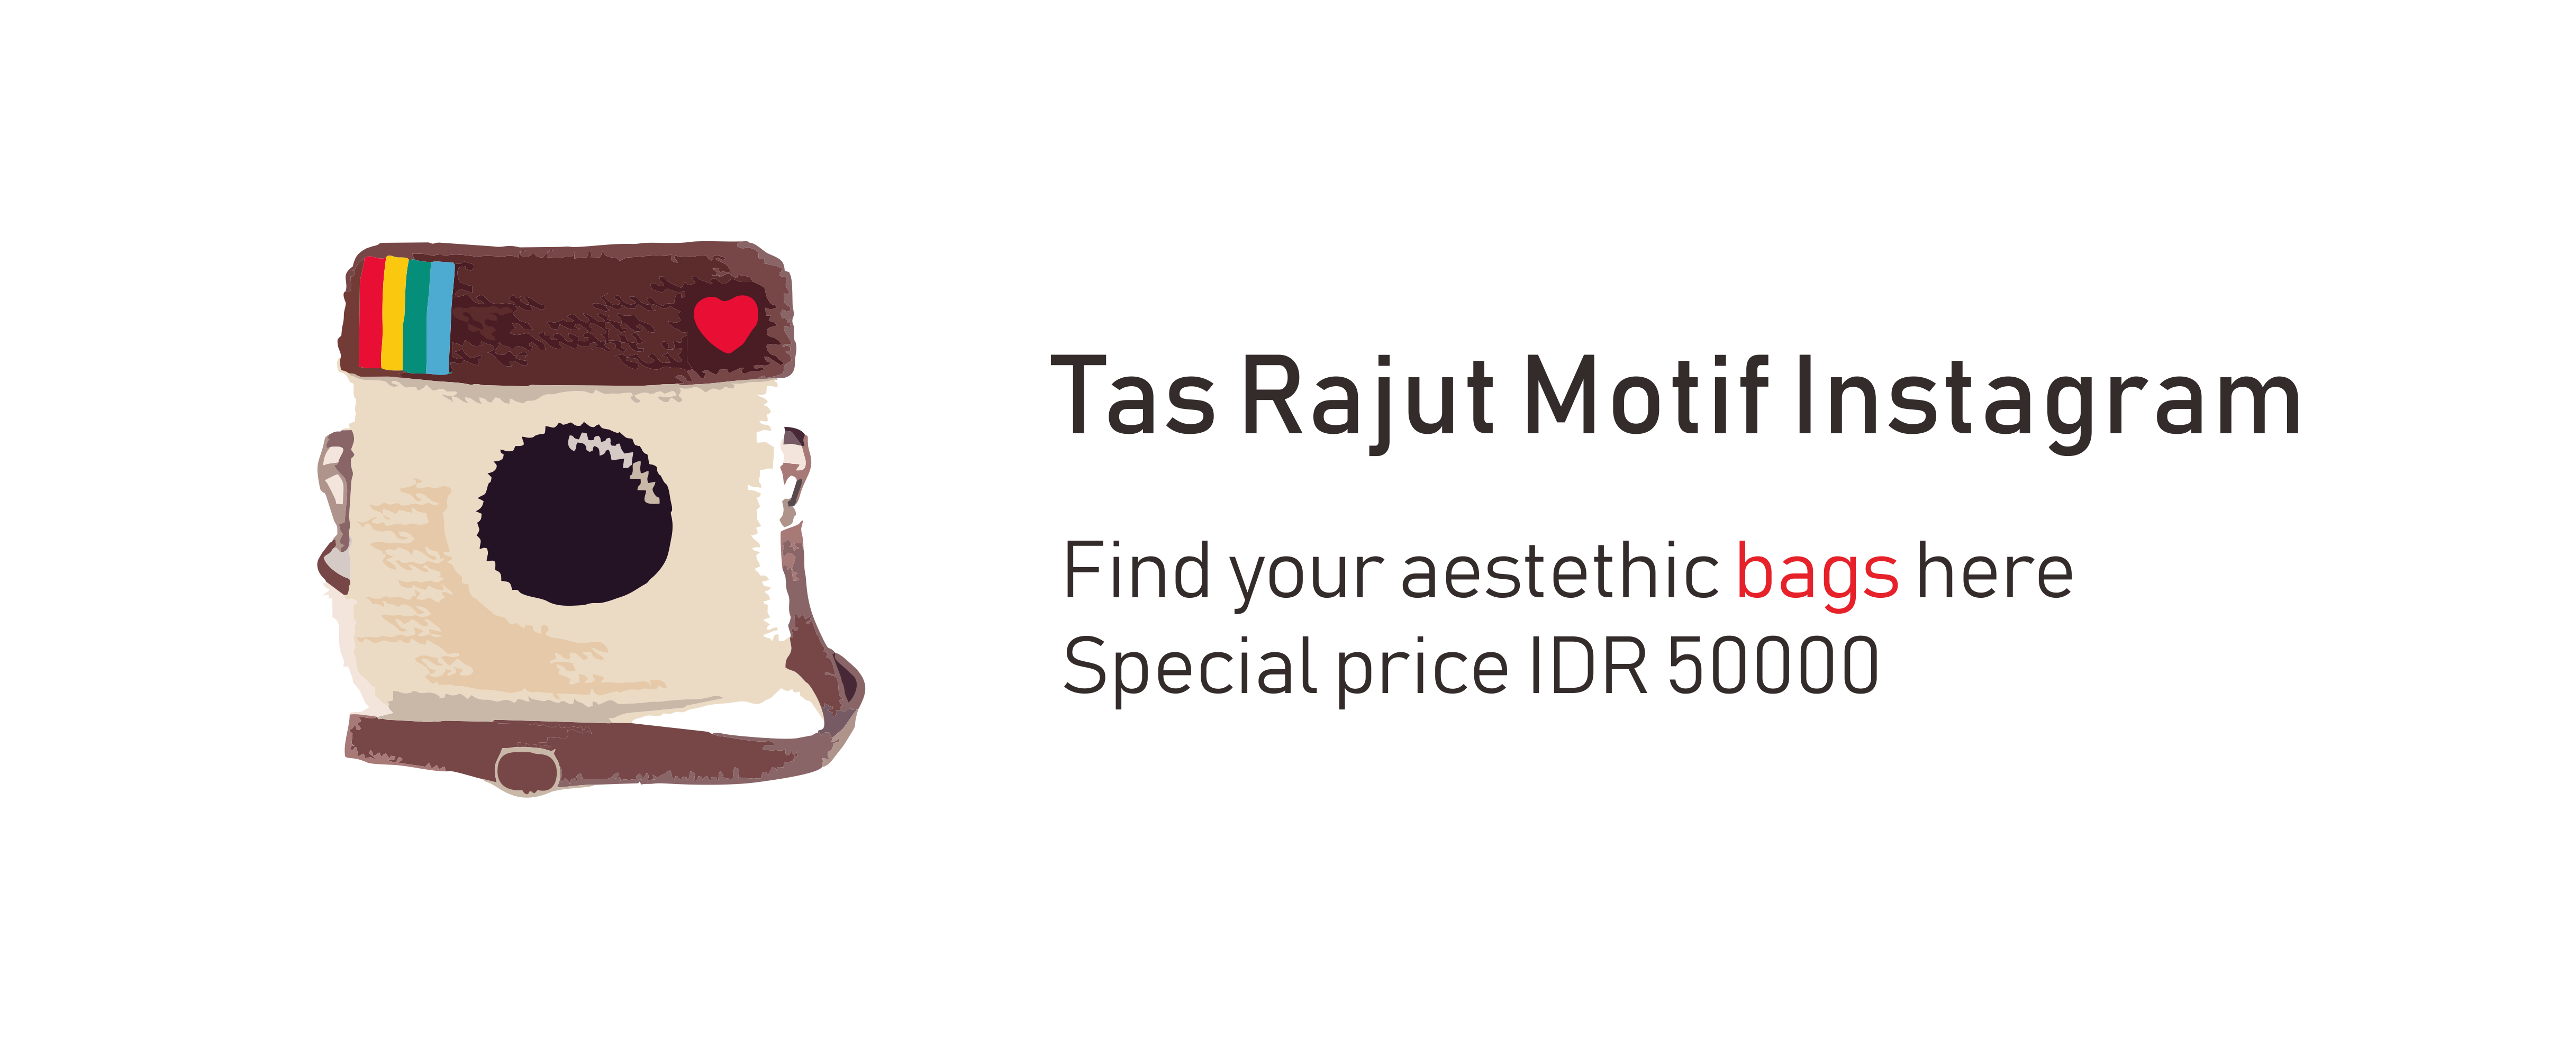 Tas Rajut Motif Instagram
Find your aestethic bags here
Special price IDR 50000